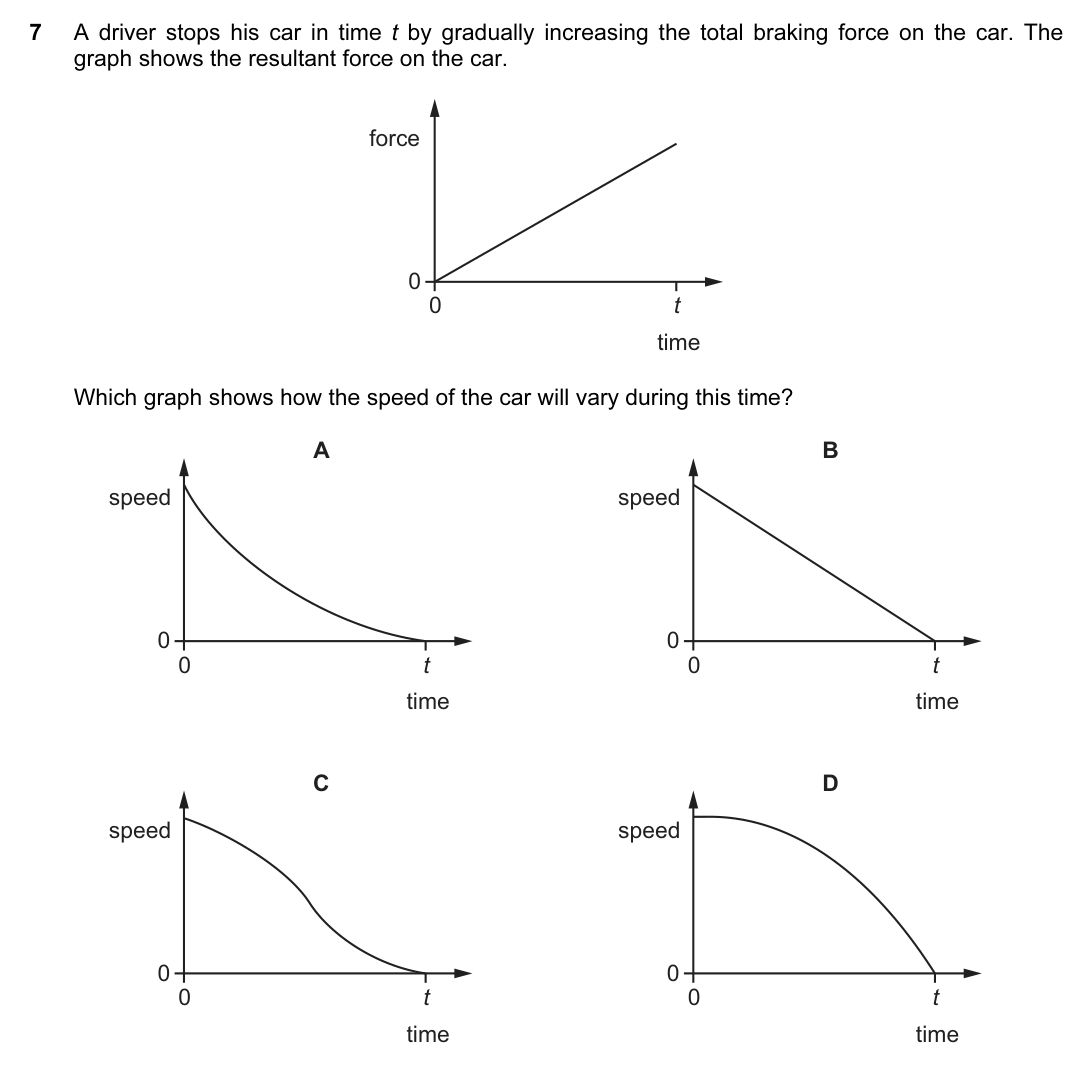 7 A driver stops his car in time t by gradually increasing the total braking force on the car. The
graph shows the resultant force on the car.
force
0
0
t
time
Which graph shows how the speed of the car will vary during this time?
A
speed
0
0
t
time
B
speed
0
0
t
time
C
speed
0
0
t
time
D
speed
0
0
t
time